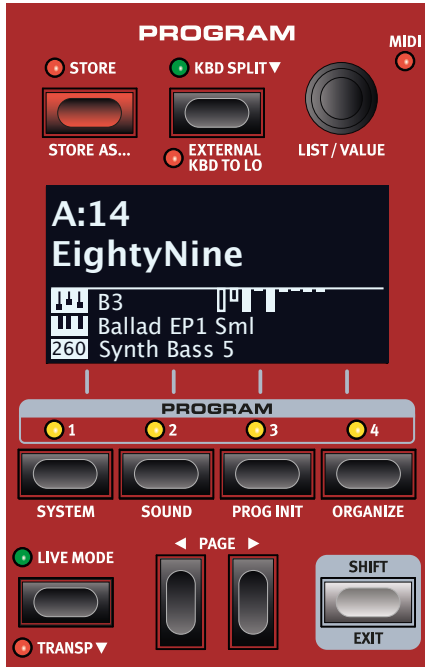 PROGRAM
MIDI
STORE
KBD SPLIT▼
STORE AS...
EXTERNAL
KBD TO LO
LIST / VALUE
A:14
EightyNine
B3
Ballad EP1 Sml
260 Synth Bass 5
PROGRAM
1 2 3 4
SYSTEM SOUND PROG INIT ORGANIZE
LIVE MODE
◄ PAGE ►
SHIFT
TRANSP▼
EXIT